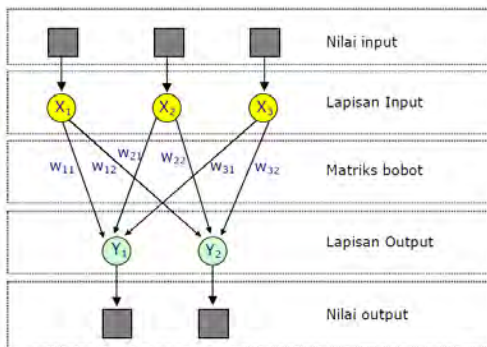 Nilai input
X1 X2 X3
Lapisan Input
w11 w12 w21 w22 w31 w32
Matriks bobot
Y1 Y2
Lapisan Output
Nilai output